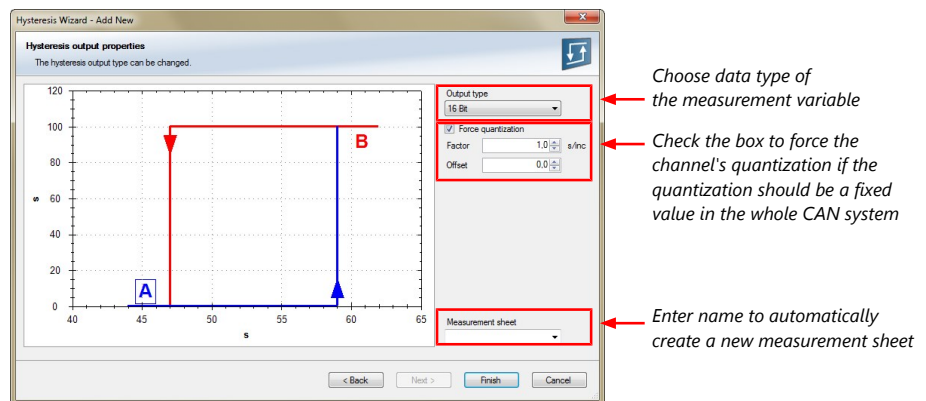 Hysteresis Wizard - Add New
x
Hysteresis output properties
The hysteresis output type can be changed.
120
100
80
60
40
20
0
s
40
45
50
55
60
65
s
A
B
Output type
16 Bit
Force quantization
Factor 1,0 s/inc
Offset 0,0
Measurement sheet
< Back
Next >
Finish
Cancel
Choose data type of
the measurement variable
Check the box to force the
channel's quantization if the
quantization should be a fixed
value in the whole CAN system
Enter name to automatically
create a new measurement sheet